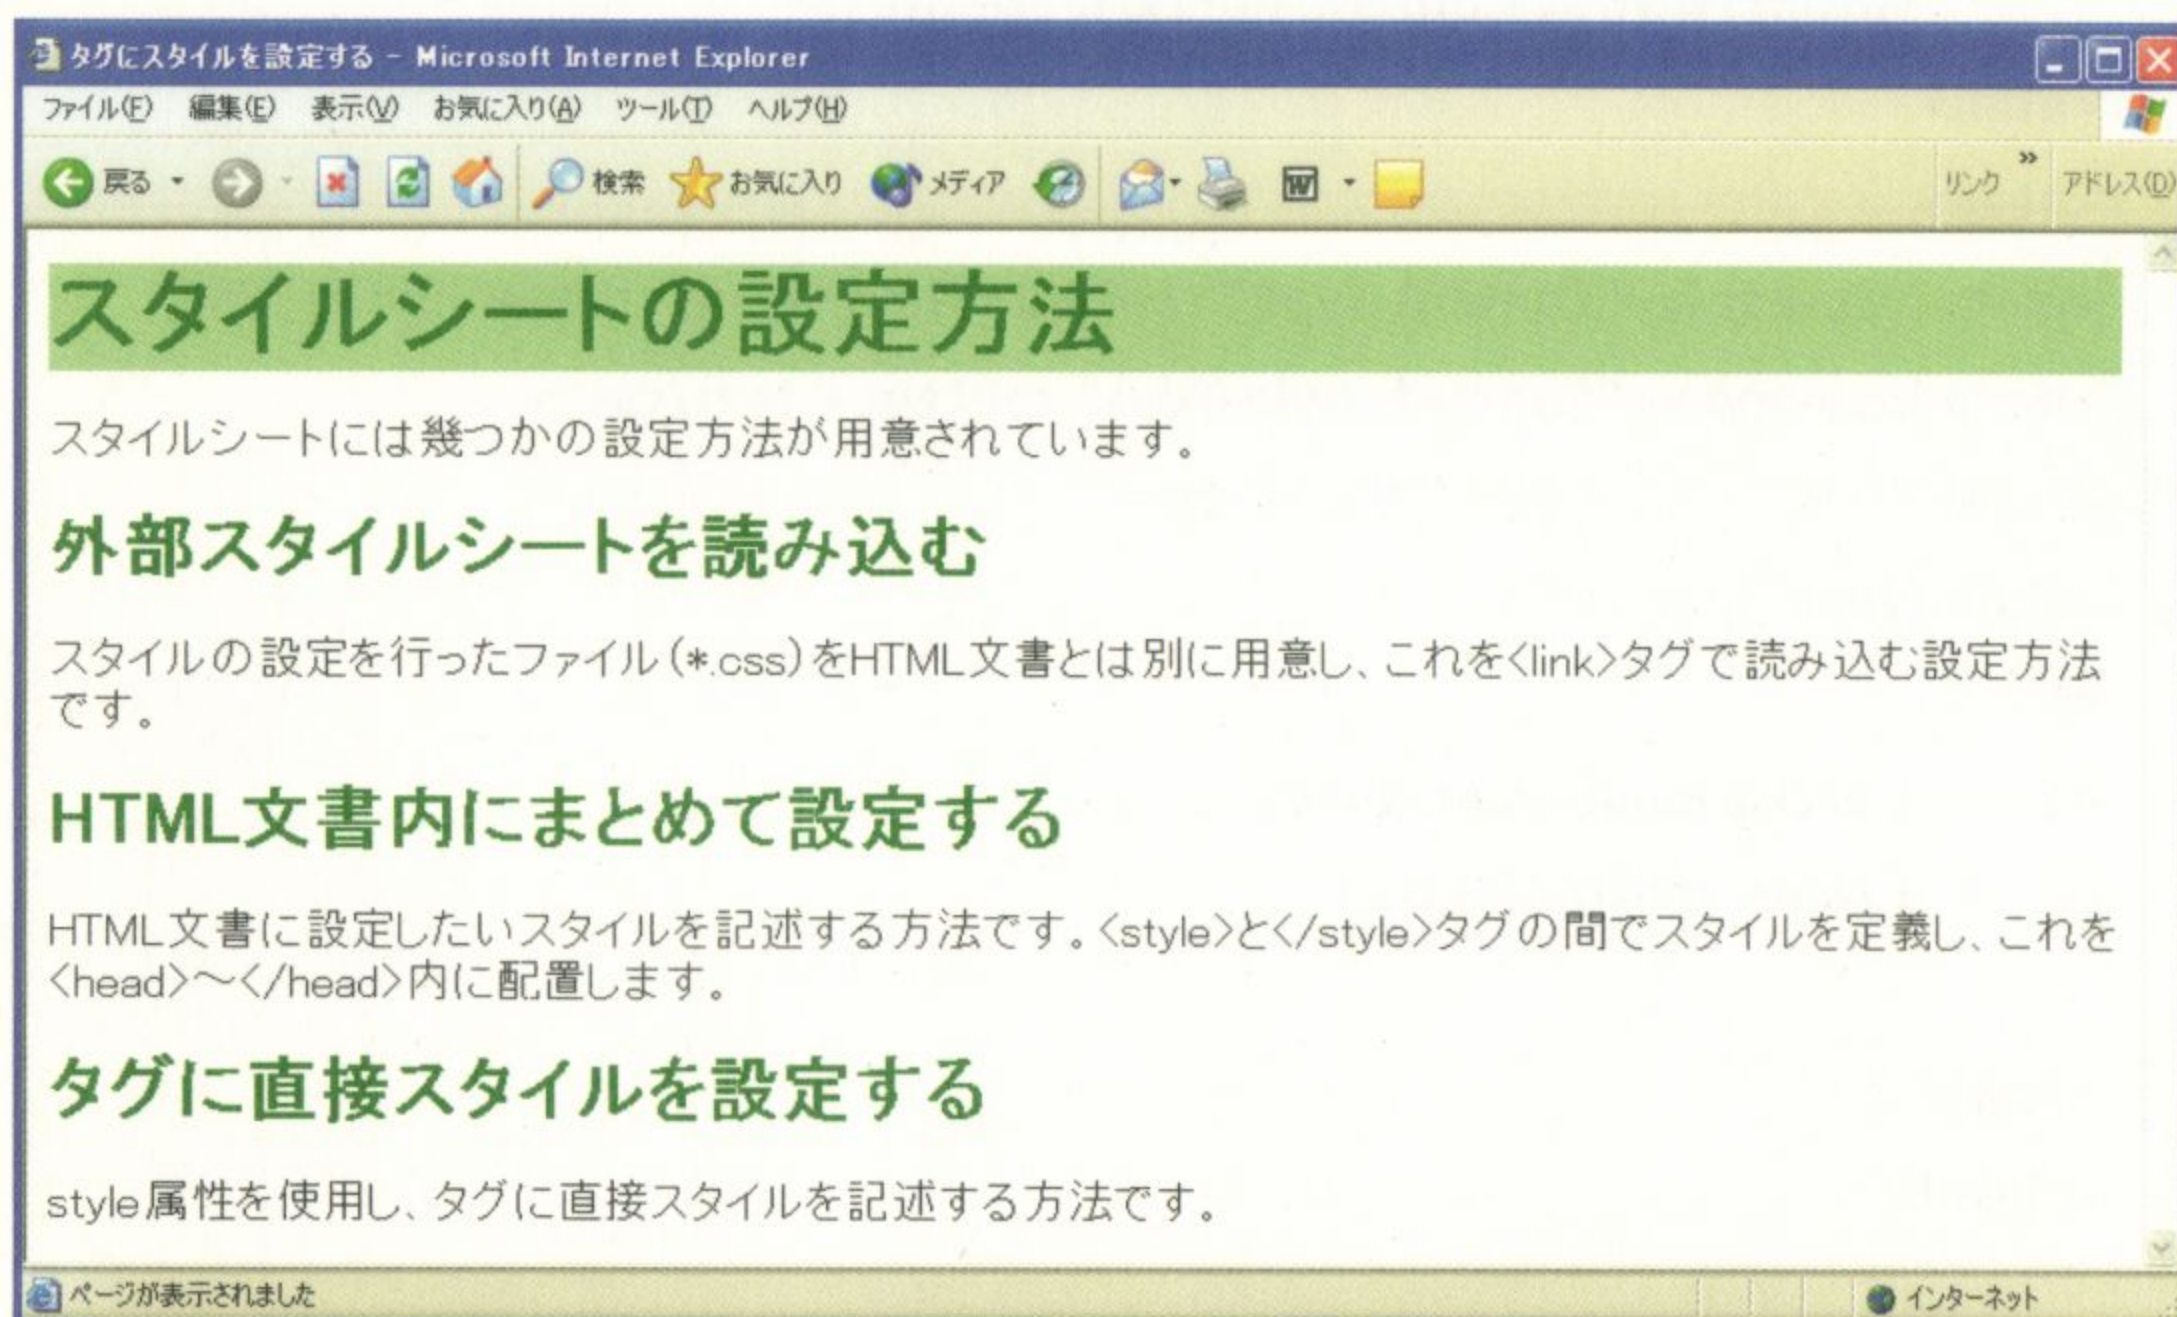 タグにスタイルを設定する - Microsoft Internet Explorer
ファイル(F) 編集(E) 表示(V) お気に入り(A) ツール(T) ヘルプ(H)
戻る 検索 お気に入り メディア W リンク » アドレス(D)
スタイルシートの設定方法
スタイルシートには幾つかの設定方法が用意されています。
外部スタイルシートを読み込む
スタイルの設定を行ったファイル(*.css)をHTML文書とは別に用意し、これを<link>タグで読み込む設定方法
です。
HTML文書内にまとめて設定する
HTML文書に設定したいスタイルを記述する方法です。<style>と</style>タグの間でスタイルを定義し、これを
<head>～</head>内に配置します。
タグに直接スタイルを設定する
style属性を使用し、タグに直接スタイルを記述する方法です。
ページが表示されました インターネット